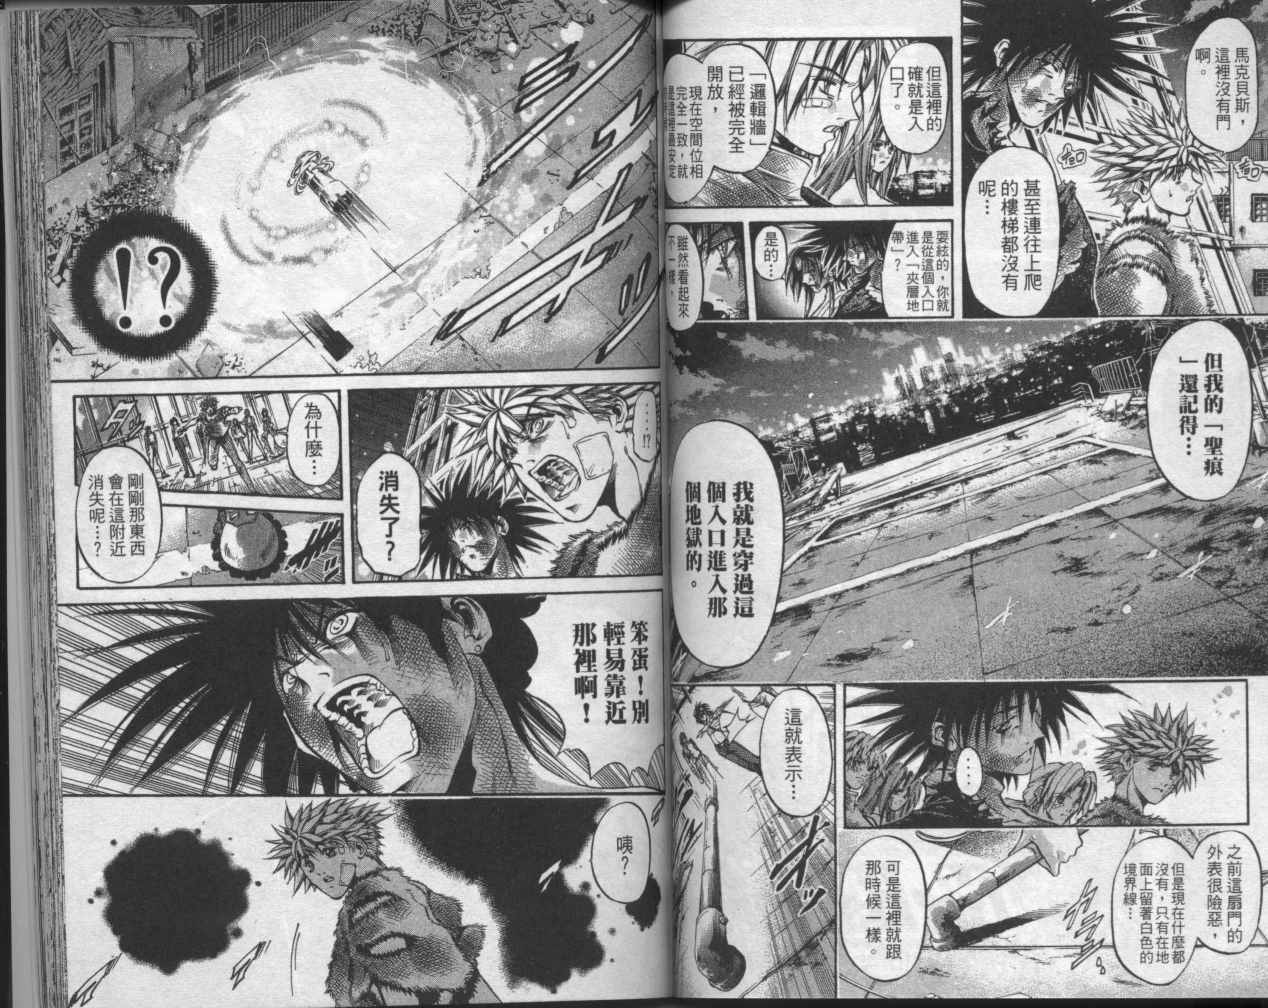 馬克貝斯，
這裡沒有門
啊。
甚至連往上爬
的樓梯都沒有
呢…
但這裡的
確就是入
口了。
「邏輯牆」
已經被完全
開放，
現在空間位相
完全一致，就
耍弦的，你就
是從這個入口
進入「夾層地
帶」？
是的…
雖然看起來
不一樣，
但我的「聖痕
」還記得…
我就是穿過這
個入口進入那
個地獄的。
之前這扇門的
外表很險惡，
但是現在什麼都
沒有，只有在地
面上留著白色的
境界線…
可是這裡就跟
那時候一樣。
這就表示…
!?
…!?
消失了？
為什麼…
剛剛那東西
會在這附近
消失呢…？
笨蛋！別
輕易靠近
那裡啊！
咦？